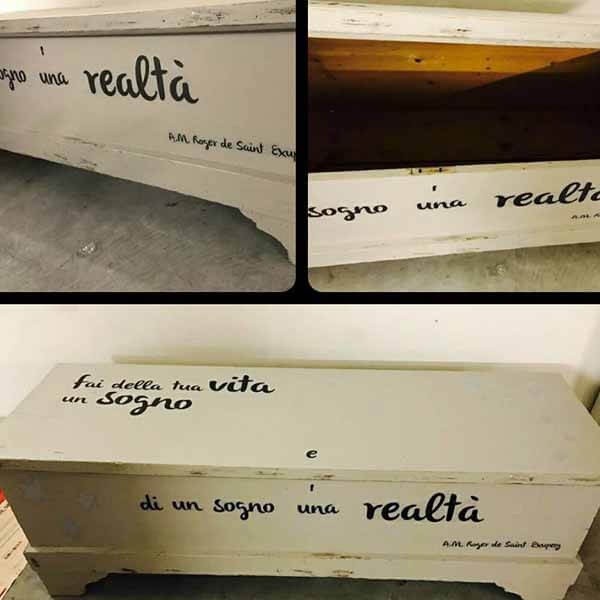 ogno una realtà
A.M. Roger de Saint Exup
sogno una realtà
A.M. R
fai della tua vita
un sogno
e
di un sogno una realtà
A.M. Roger de Saint Exupery